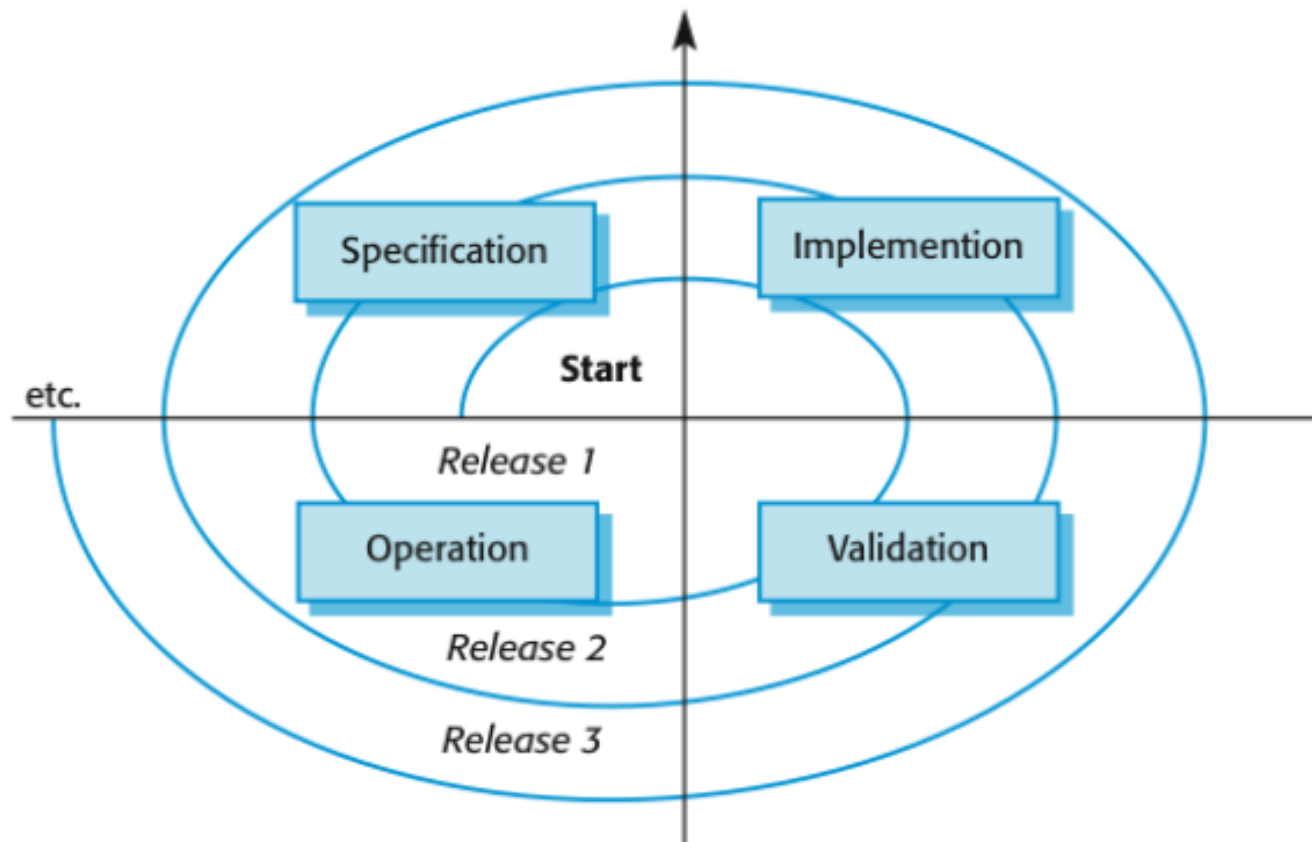 Specification
Implemention
Start
etc.
Release 1
Operation
Validation
Release 2
Release 3